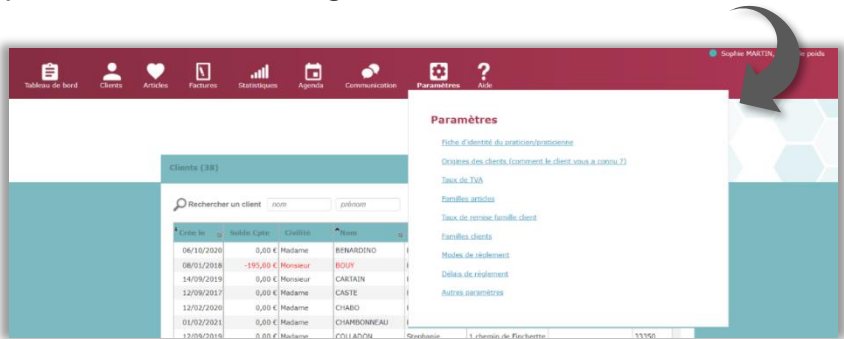 Sophie MARTIN, poids
Tableau de bord Clients Articles Factures Statistiques Agenda Communication Paramètres Aide
Paramètres
Fiche d'identité du praticien/praticienne
Origines des clients (comment le client vous a connu ?)
Taux de TVA
Familles articles
Taux de remise famille client
Familles clients
Modes de règlement
Délais de règlement
Autres paramètres
Clients (38)
Rechercher un client nom prénom
Crée le Solde Cpte Civilité Nom
06/10/2020 0,00 € Madame BENARDINO
08/01/2018 -195,00 € Monsieur BOUY
14/09/2019 0,00 € Monsieur CARTAIN
12/09/2017 0,00 € Madame CASTE
12/02/2020 0,00 € Madame CHABO
01/02/2021 0,00 € Madame CHAMBONNEAU
12/09/2019 0,00 € Madame COLLADON Stephanie 1 chemin de 33350